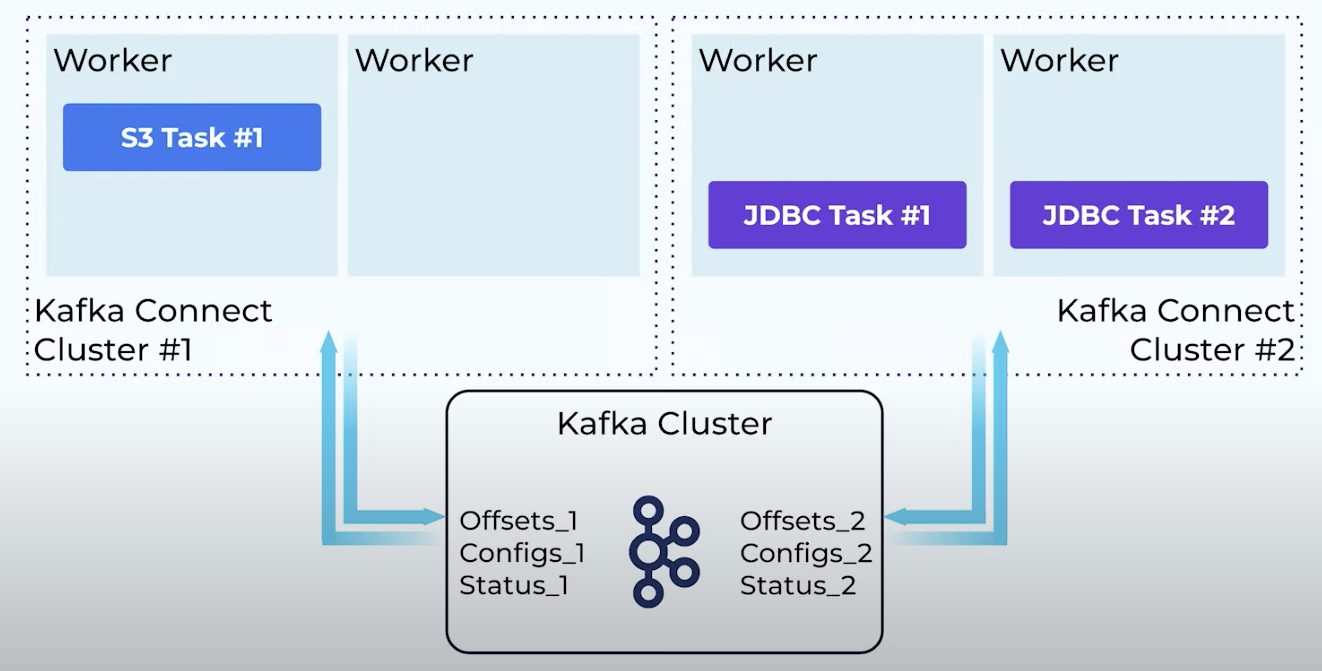 Worker
S3 Task #1
Worker
Kafka Connect
Cluster #1
Worker
JDBC Task #1
Worker
JDBC Task #2
Kafka Connect
Cluster #2
Kafka Cluster
Offsets_1
Configs_1
Status_1
Offsets_2
Configs_2
Status_2